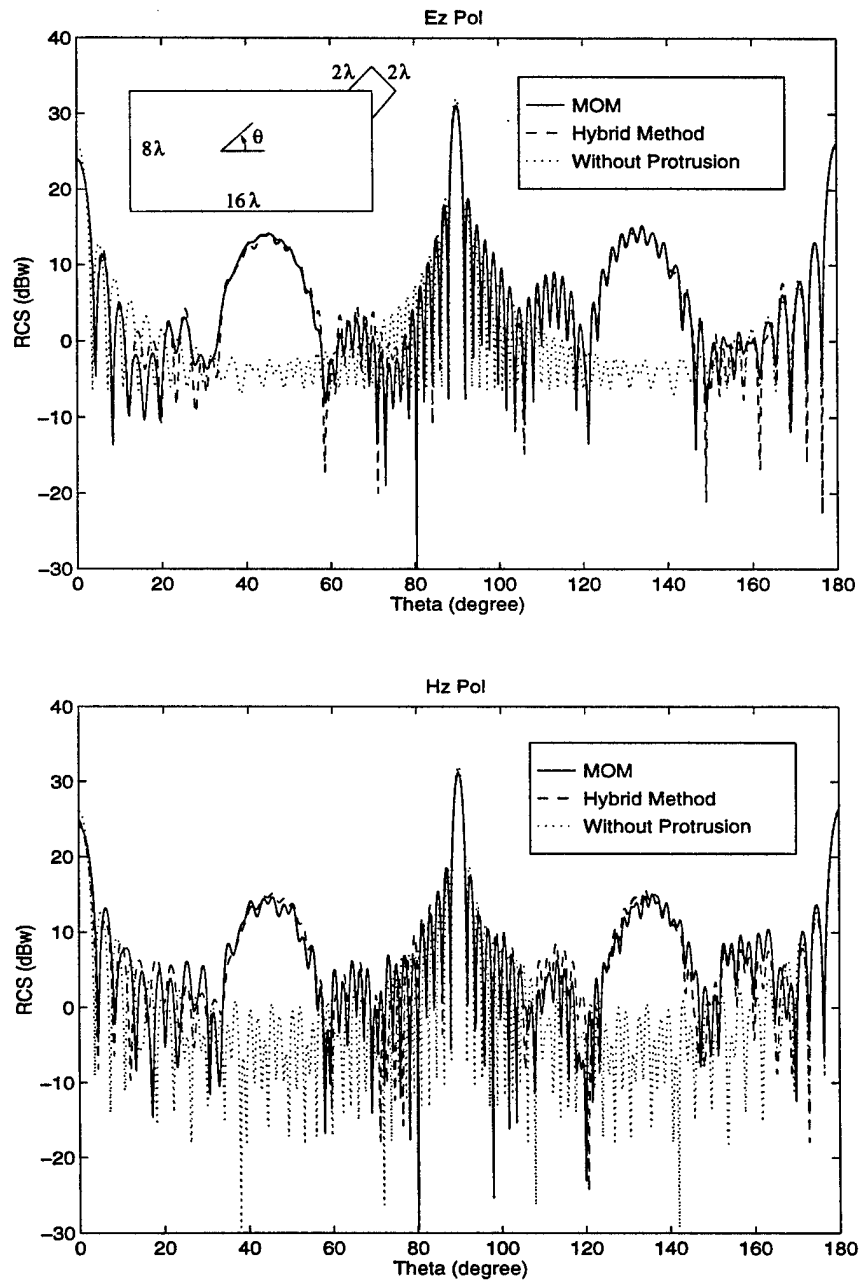 Ez Pol
40
30
20
10
0
−10
−20
−30
RCS (dBw)
2λ 2λ
8λ
θ
16λ
MOM
Hybrid Method
Without Protrusion
0 20 40 60 80 100 120 140 160 180
Theta (degree)
Hz Pol
40
30
20
10
0
−10
−20
−30
RCS (dBw)
MOM
Hybrid Method
Without Protrusion
0 20 40 60 80 100 120 140 160 180
Theta (degree)